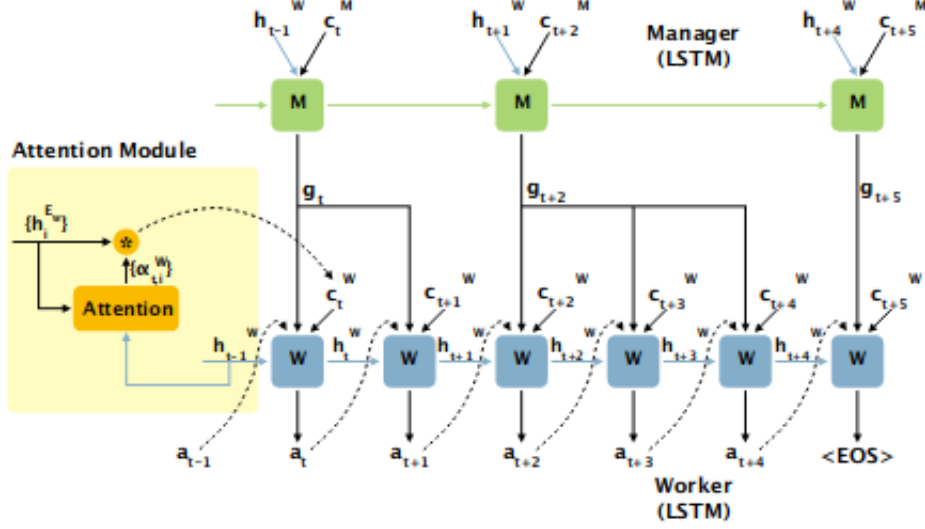 h_{t-1}^W c_t^M h_{t+1}^W c_{t+2}^M h_{t+4}^W c_{t+5}^M
Manager
(LSTM)
M M M
Attention Module
g_t g_{t+2} g_{t+5}
{h_i^{E_w}}
*
{α_{t,i}^W}
Attention
c_t^W c_{t+1}^W c_{t+2}^W c_{t+3}^W c_{t+4}^W c_{t+5}^W
h_{t-1}^W W h_t^W W h_{t+1}^W W h_{t+2}^W W h_{t+3}^W W h_{t+4}^W W
a_{t-1} a_t a_{t+1} a_{t+2} a_{t+3} a_{t+4} <EOS>
Worker
(LSTM)